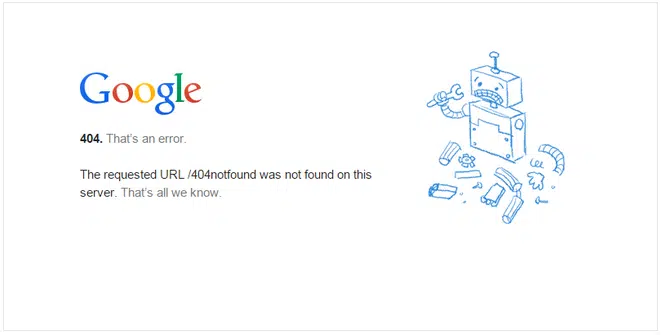 Google
404. That's an error.
The requested URL /404notfound was not found on this
server. That's all we know.